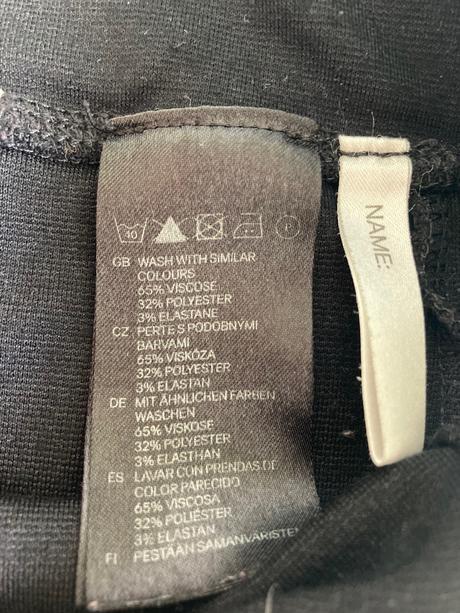 40
GB WASH WITH SIMILAR
COLOURS
65% VISCOSE
32% POLYESTER
3% ELASTANE
CZ PERTE S PODOBNYMI
BARVAMI
65% VISKÓZA
32% POLYESTER
3% ELASTAN
DE MIT ÄHNLICHEN FARBEN
WASCHEN
65% VISKOSE
32% POLYESTER
3% ELASTHAN
ES LAVAR CON PRENDAS DE
COLOR PARECIDO
65% VISCOSA
32% POLIÉSTER
3% ELASTAN
FI PESTÄÄN SAMANVÄRISTEN
NAME: